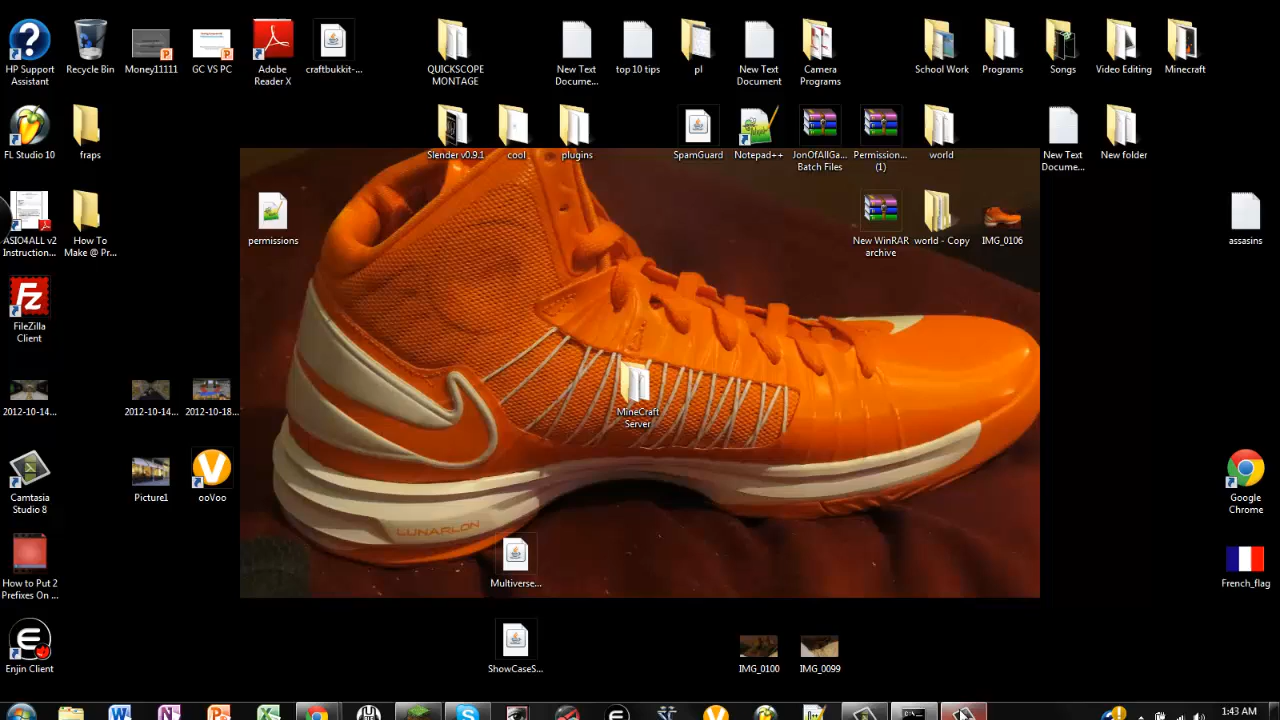 HP Support
Assistant
Recycle Bin
Money11111
GC VS PC
Adobe
Reader X
craftbukkit-...
QUICKSCOPE
MONTAGE
New Text
Docume...
top 10 tips
pl
New Text
Document
Camera
Programs
School Work
Programs
Songs
Video Editing
Minecraft
FL Studio 10
fraps
Slender v0.9.1
cool
plugins
SpamGuard
Notepad++
JonOfAllGa...
Batch Files
Permission...
(1)
world
New Text
Docume...
New folder
ASIO4ALL v2
Instruction...
How To
Make @ Pr...
permissions
New WinRAR
archive
world - Copy
IMG_0106
assasins
FileZilla
Client
MineCraft
Server
2012-10-14...
2012-10-14...
2012-10-18...
Camtasia
Studio 8
Picture1
ooVoo
Google
Chrome
LUNARLON
How to Put 2
Prefixes On ...
Multiverse...
French_flag
Enjin Client
ShowCaseS...
IMG_0100
IMG_0099
1:43 AM